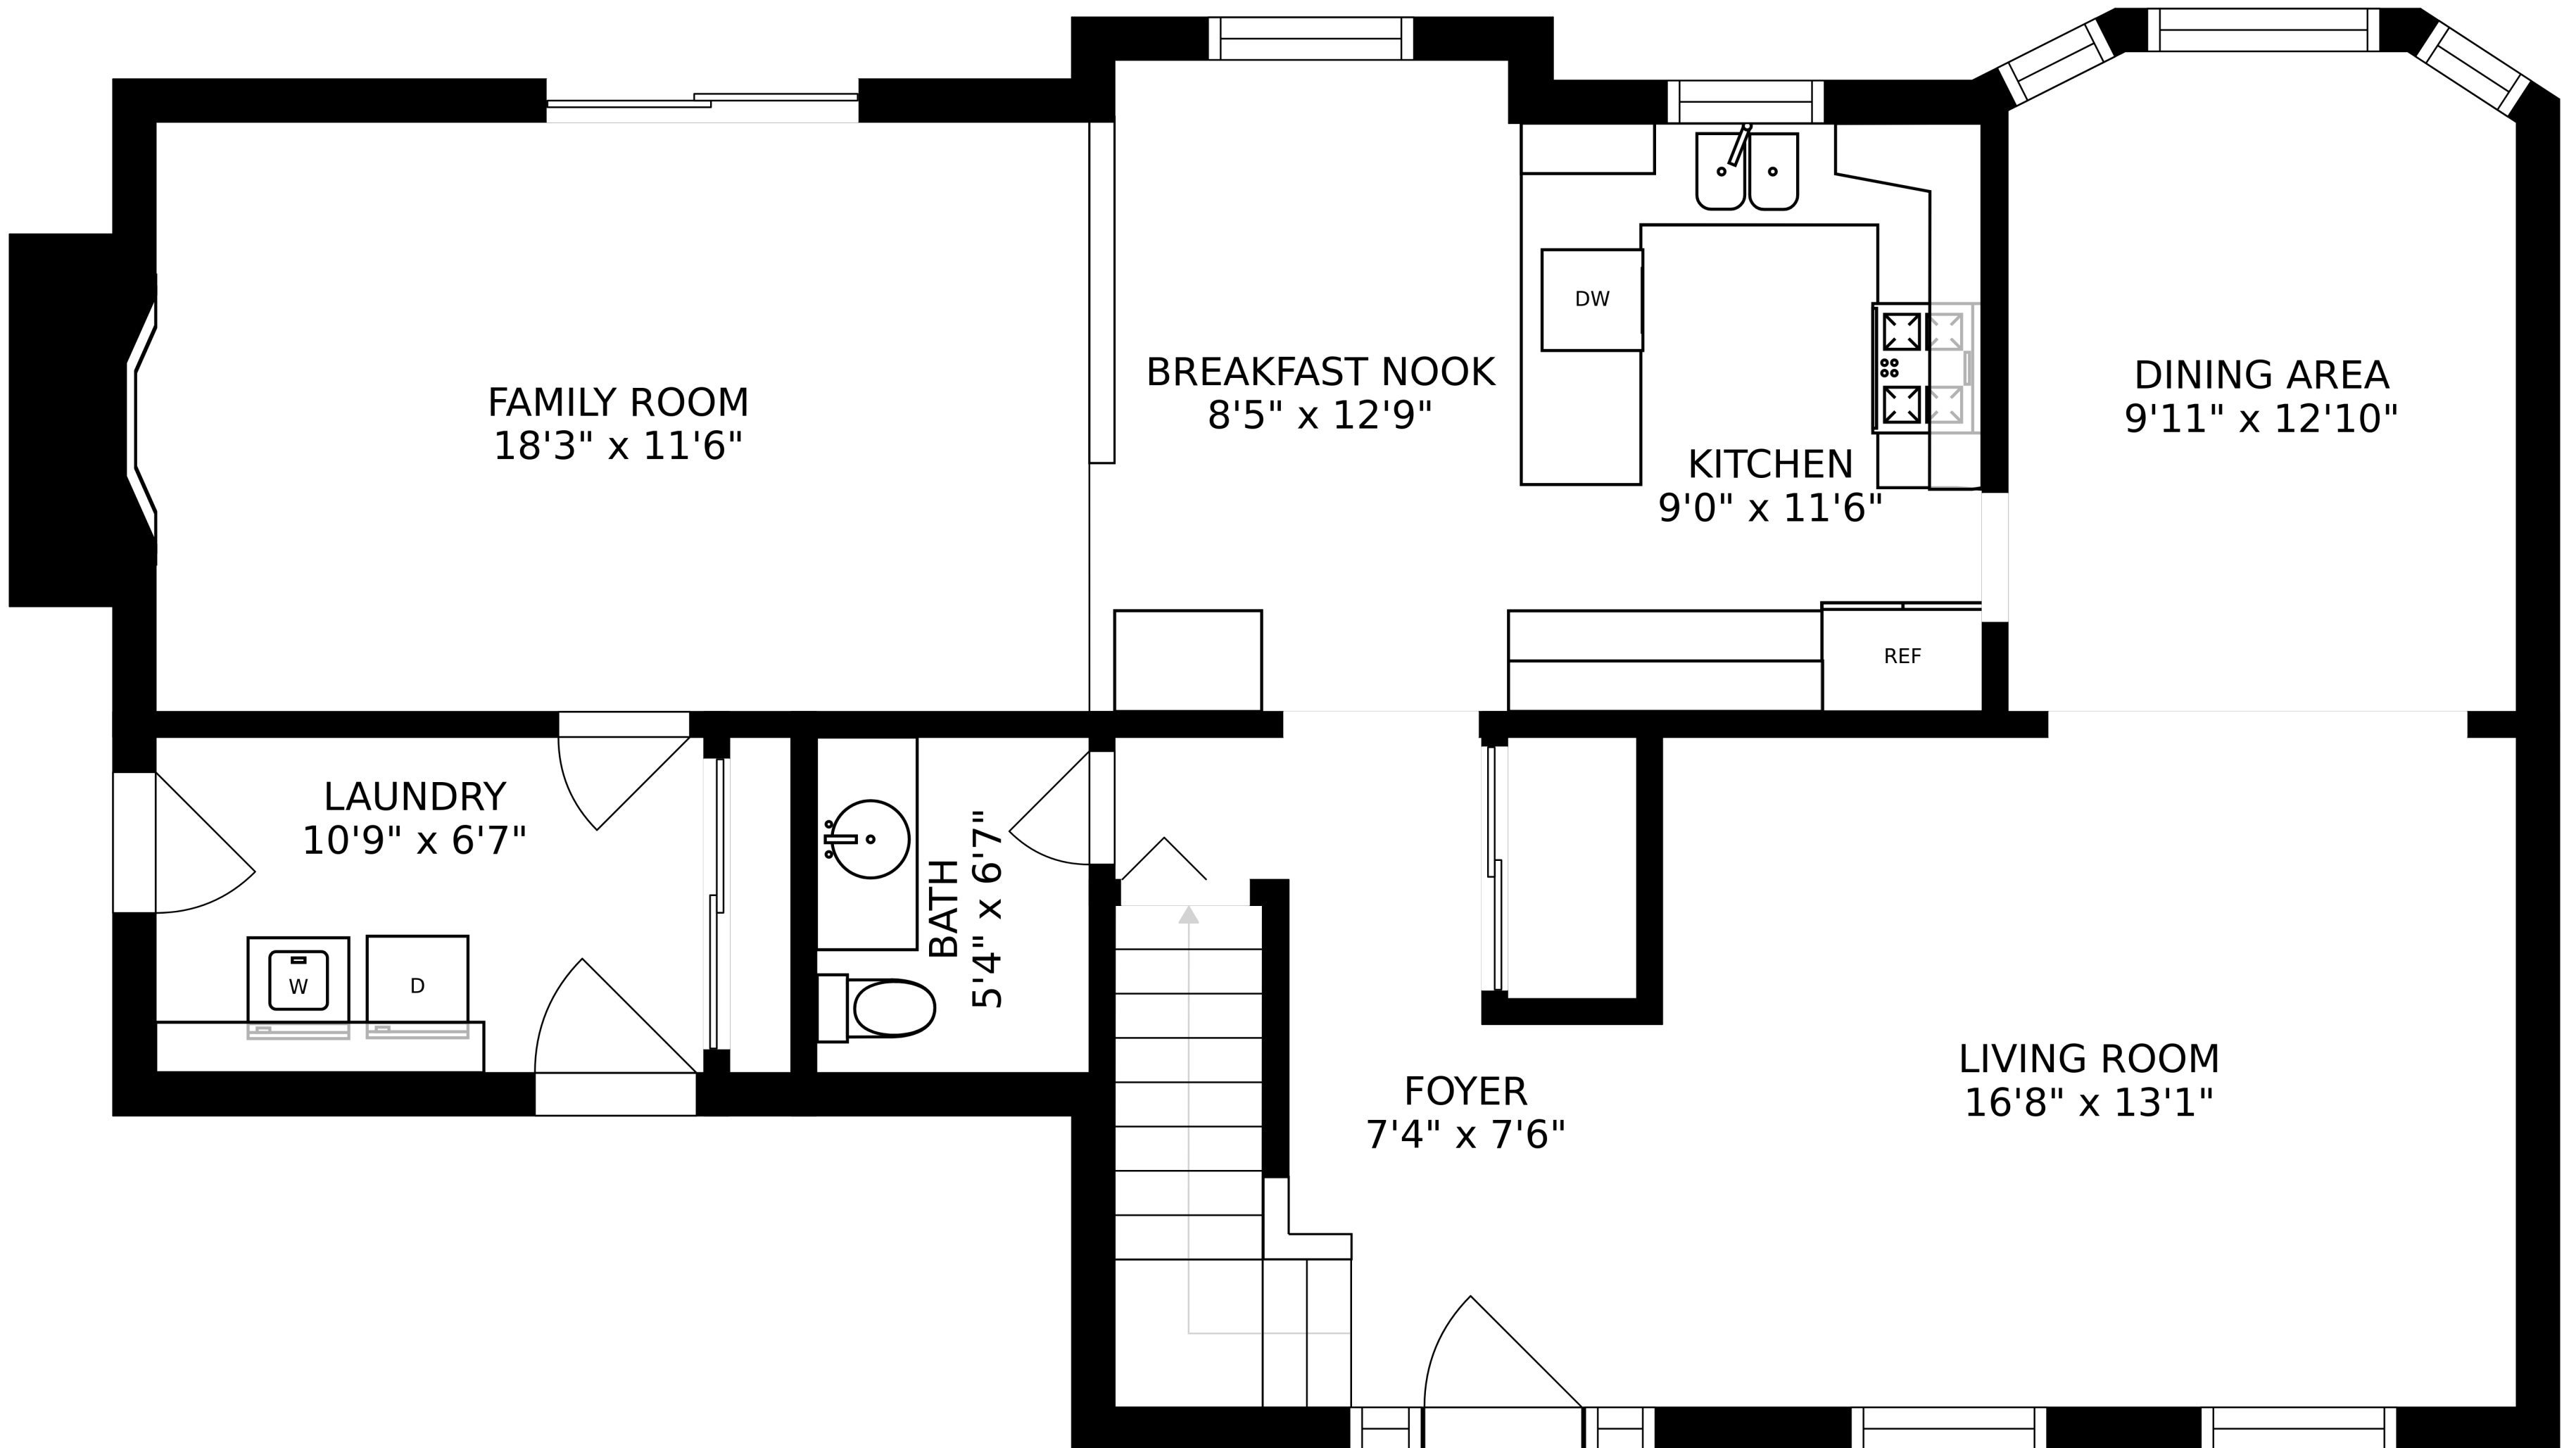 FAMILY ROOM
18'3" x 11'6"
BREAKFAST NOOK
8'5" x 12'9"
DW
KITCHEN
9'0" x 11'6"
DINING AREA
9'11" x 12'10"
REF
LAUNDRY
10'9" x 6'7"
W
D
BATH
5'4" x 6'7"
FOYER
7'4" x 7'6"
LIVING ROOM
16'8" x 13'1"